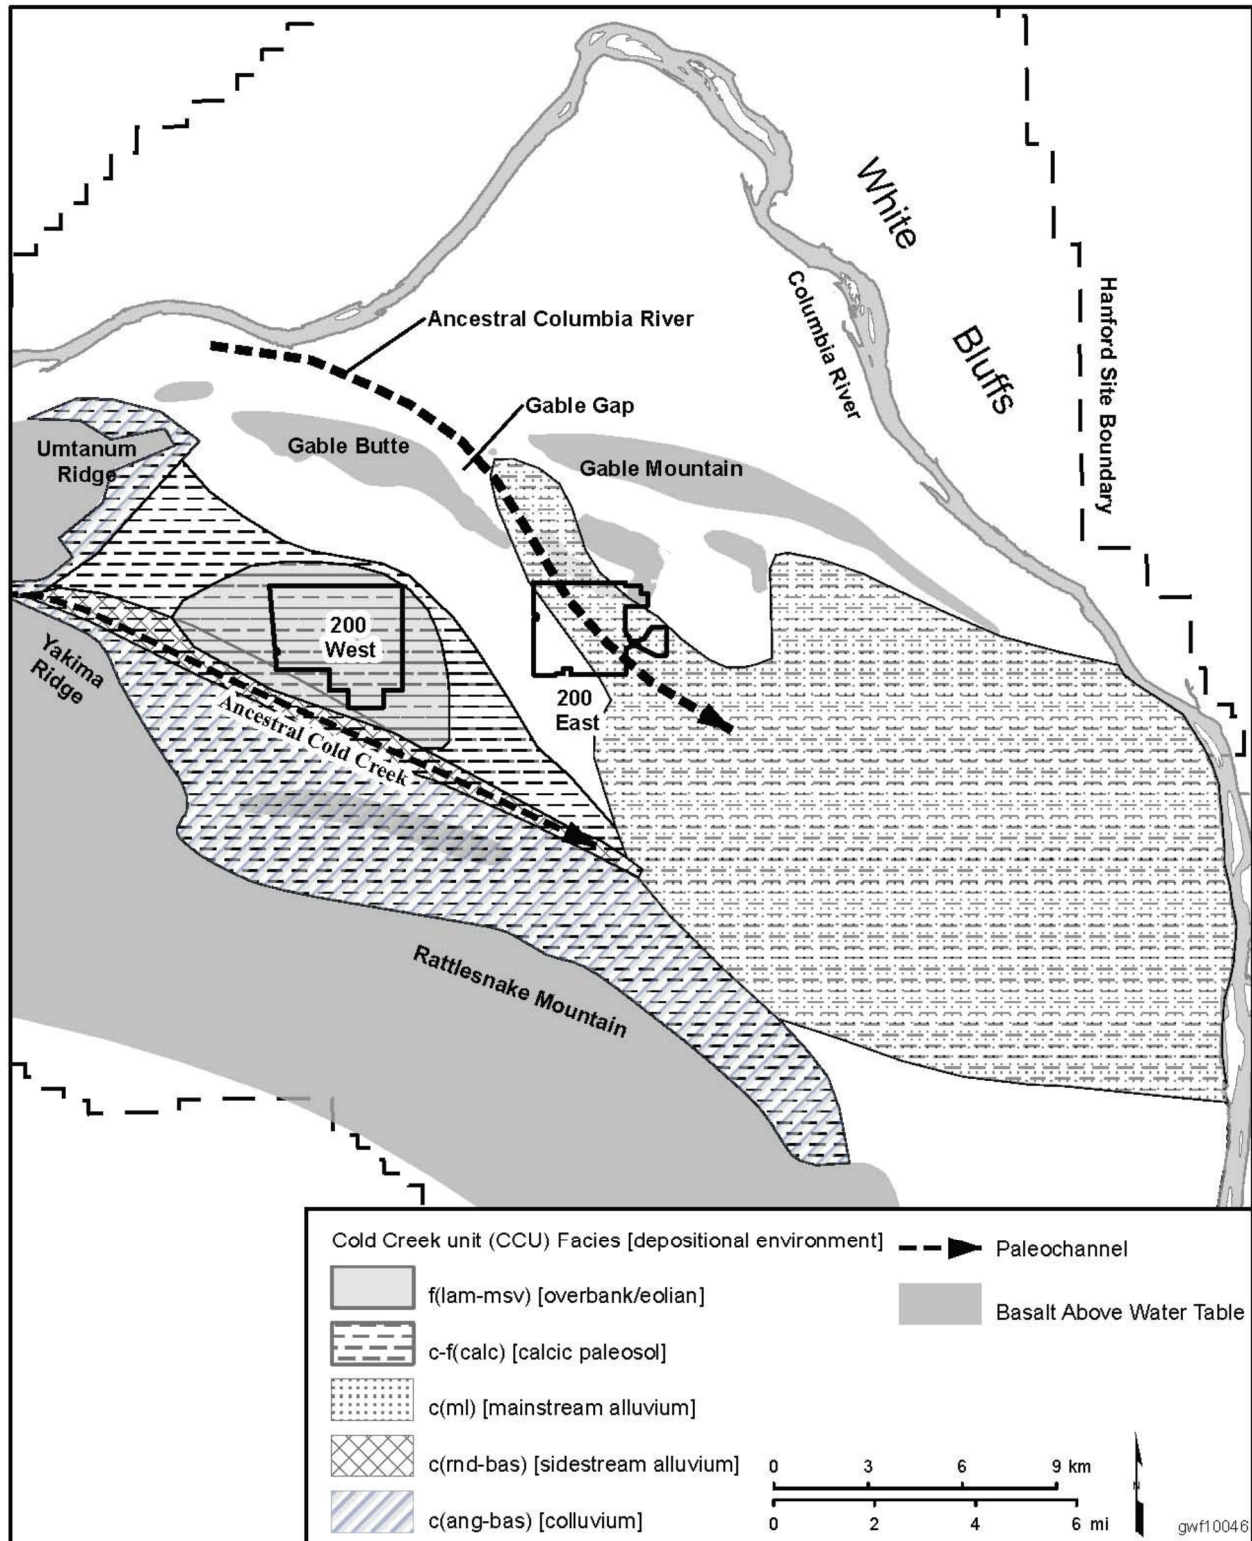 White
Bluffs
Columbia River
Hanford Site Boundary
Ancestral Columbia River
Gable Gap
Gable Butte
Gable Mountain
Umtanum
Ridge
200
West
Yakima
Ridge
200
East
Ancestral Cold Creek
Rattlesnake Mountain
Cold Creek unit (CCU) Facies [depositional environment]
f(lam-msv) [overbank/eolian]
c-f(calc) [calcic paleosol]
c(ml) [mainstream alluvium]
c(rnd-bas) [sidestream alluvium]
c(ang-bas) [colluvium]
Paleochannel
Basalt Above Water Table
0 3 6 9 km
0 2 4 6 mi
N
gwf10046